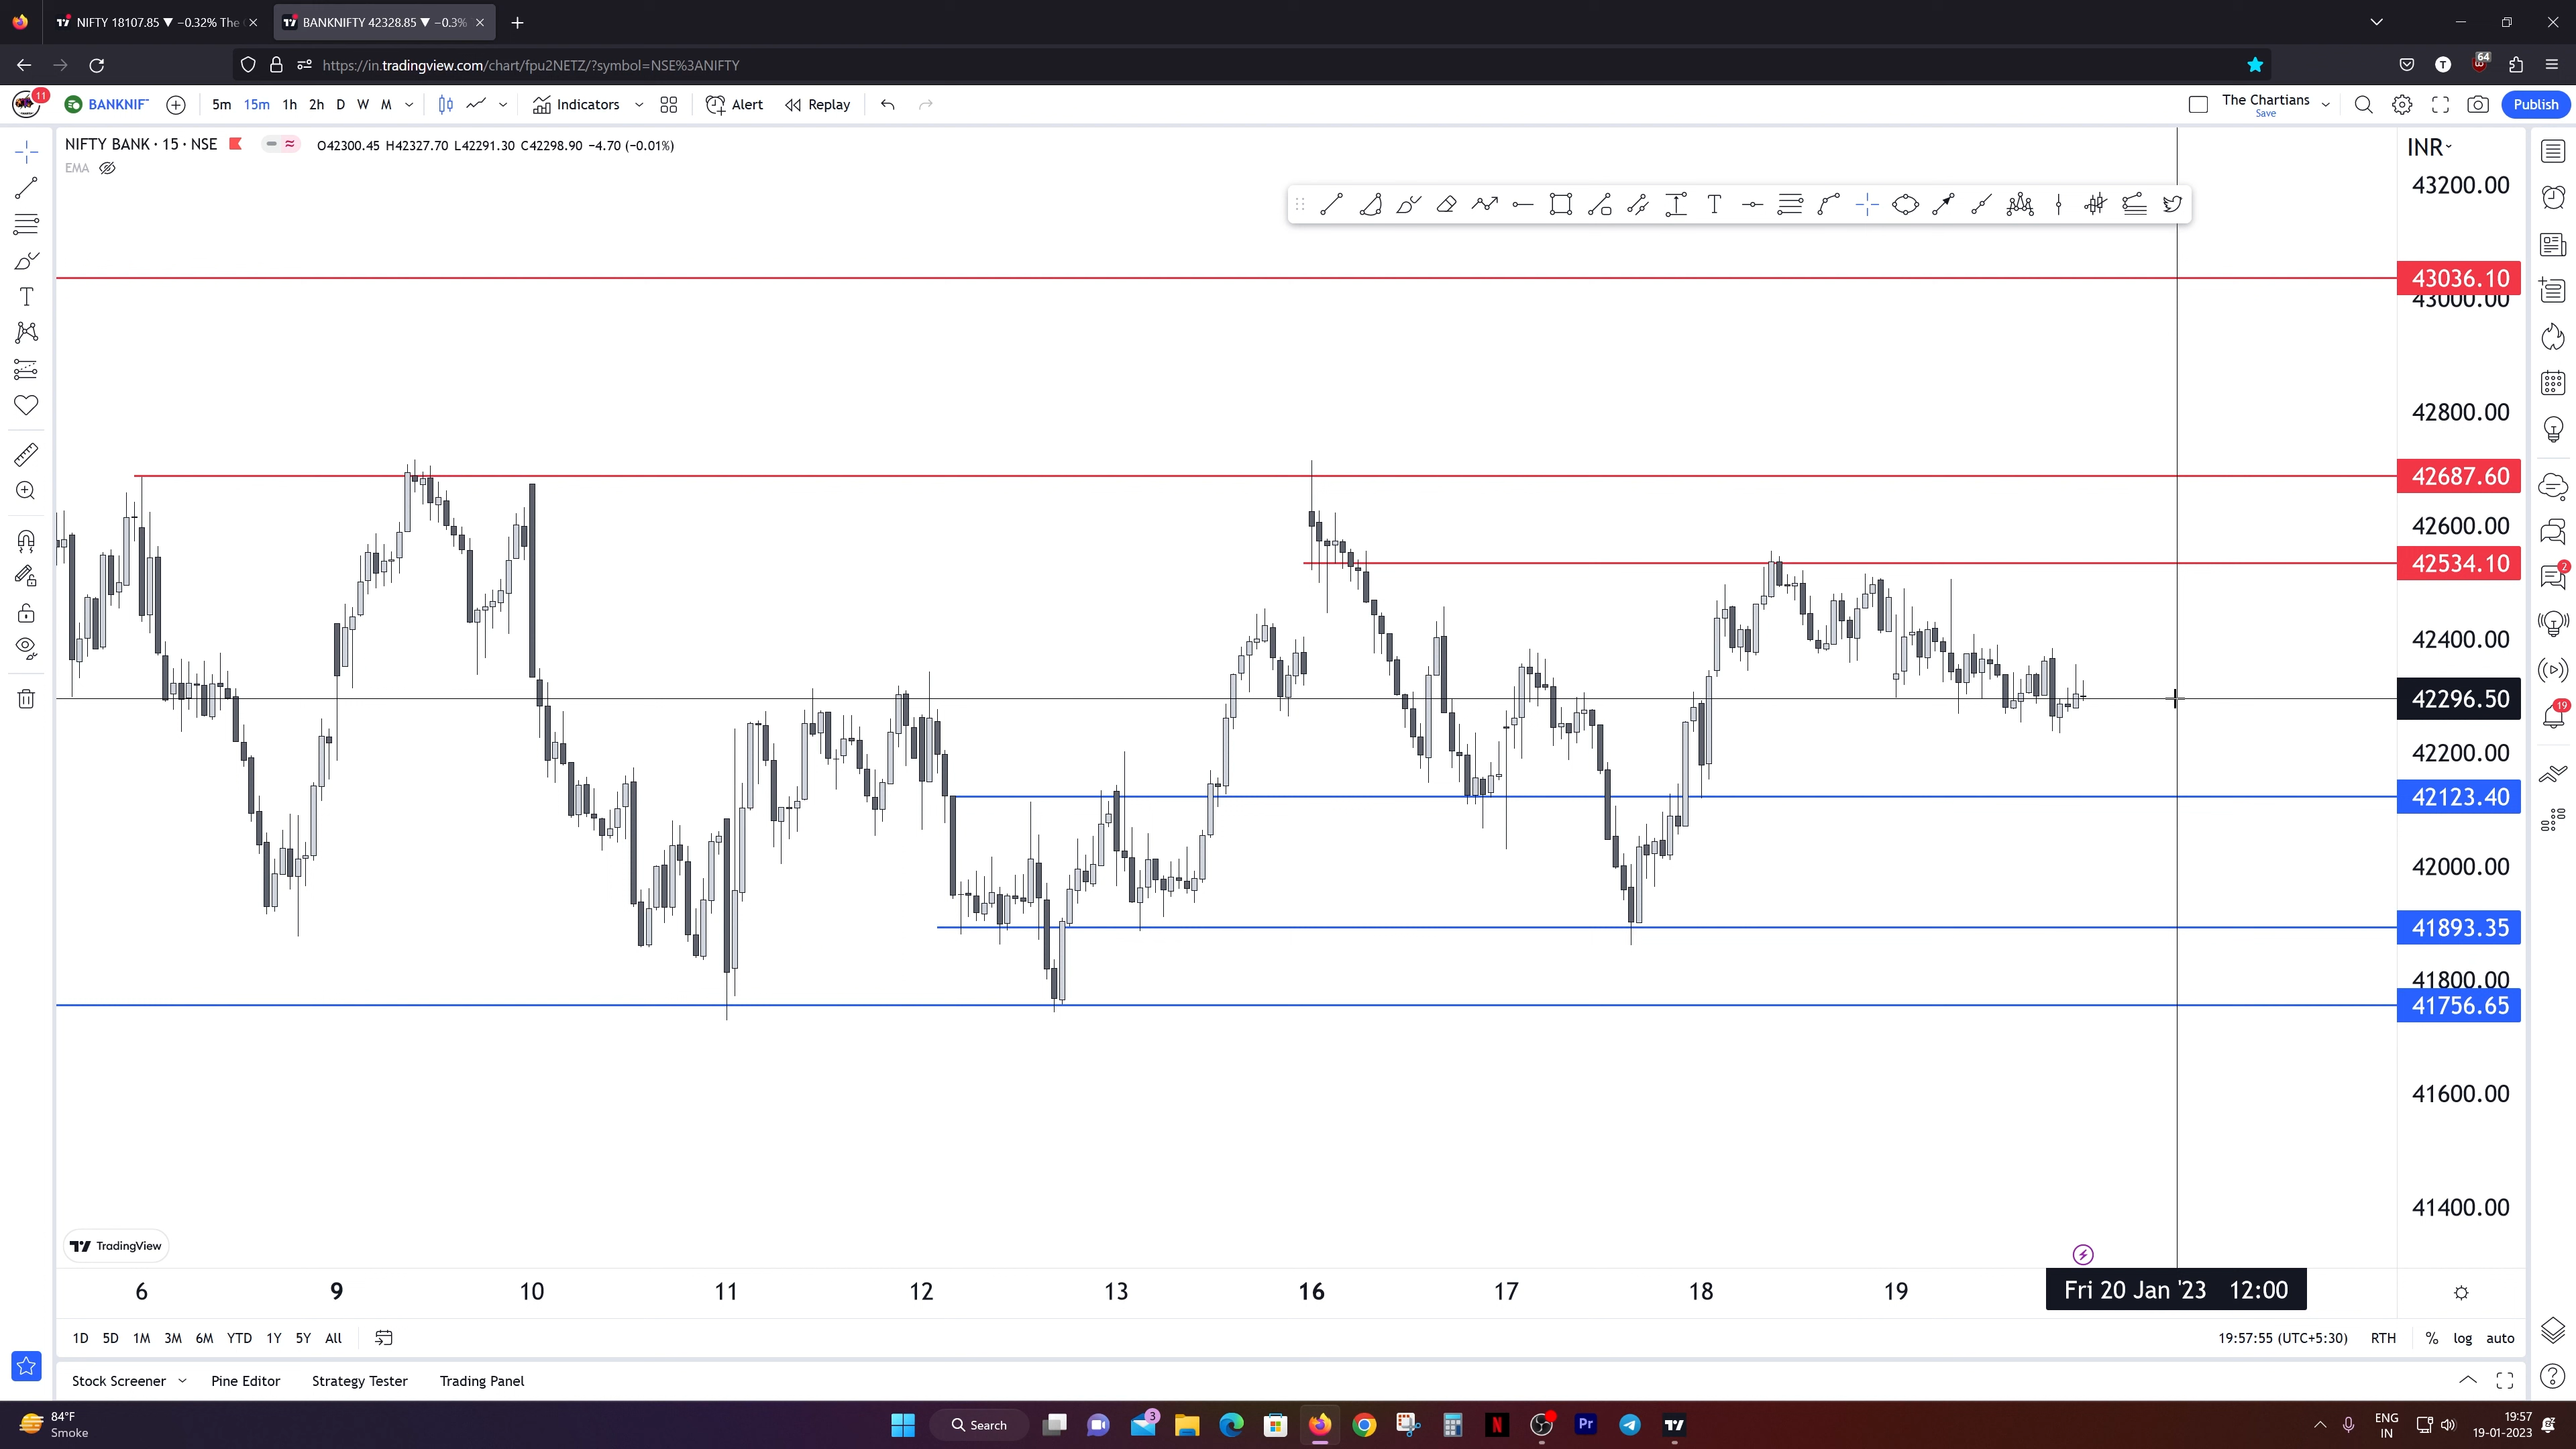 NIFTY 18107.85 ▼ −0.32% The
BANKNIFTY 42328.85 ▼ −0.3%
https://in.tradingview.com/chart/fpu2NETZ/?symbol=NSE%3ANIFTY
64
11
BANKNIF
5m 15m 1h 2h D W M
Indicators
Alert
Replay
The Chartians
Save
Publish
NIFTY BANK · 15 · NSE
O42300.45 H42327.70 L42291.30 C42298.90 −4.70 (−0.01%)
EMA
INR
43200.00
43036.10
43000.00
42800.00
42687.60
42600.00
42534.10
42400.00
42296.50
42200.00
42123.40
42000.00
41893.35
41800.00
41756.65
41600.00
41400.00
2
19
TradingView
6 9 10 11 12 13 16 17 18 19
Fri 20 Jan '23 12:00
1D 5D 1M 3M 6M YTD 1Y 5Y All
19:57:55 (UTC+5:30) RTH % log auto
Stock Screener Pine Editor Strategy Tester Trading Panel
84°F
Smoke
Search
3
N
Pr
ENG
IN
19:57
19-01-2023